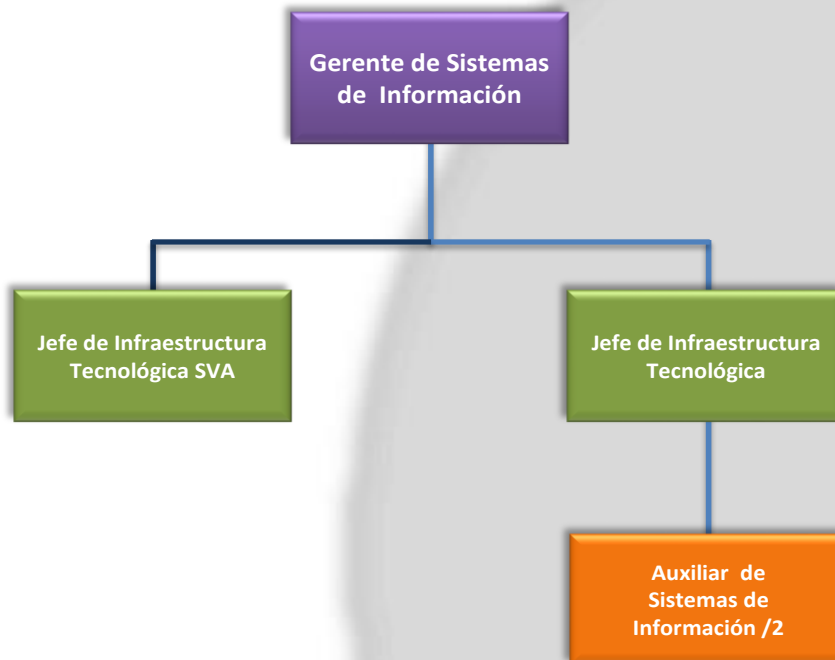 Gerente de Sistemas
de Información
Jefe de Infraestructura
Tecnológica SVA
Jefe de Infraestructura
Tecnológica
Auxiliar de
Sistemas de
Información /2